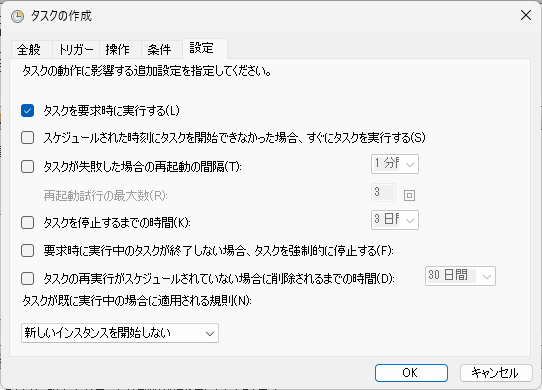 タスクの作成
全般 トリガー 操作 条件 設定
タスクの動作に影響する追加設定を指定してください。
タスクを要求時に実行する(L)
スケジュールされた時刻にタスクを開始できなかった場合、すぐにタスクを実行する(S)
タスクが失敗した場合の再起動の間隔(T): 1 分間
再起動試行の最大数(R): 3 回
タスクを停止するまでの時間(K): 3 日間
要求時に実行中のタスクが終了しない場合、タスクを強制的に停止する(F):
タスクの再実行がスケジュールされていない場合に削除されるまでの時間(D): 30 日間
タスクが既に実行中の場合に適用される規則(N):
新しいインスタンスを開始しない
OK キャンセル